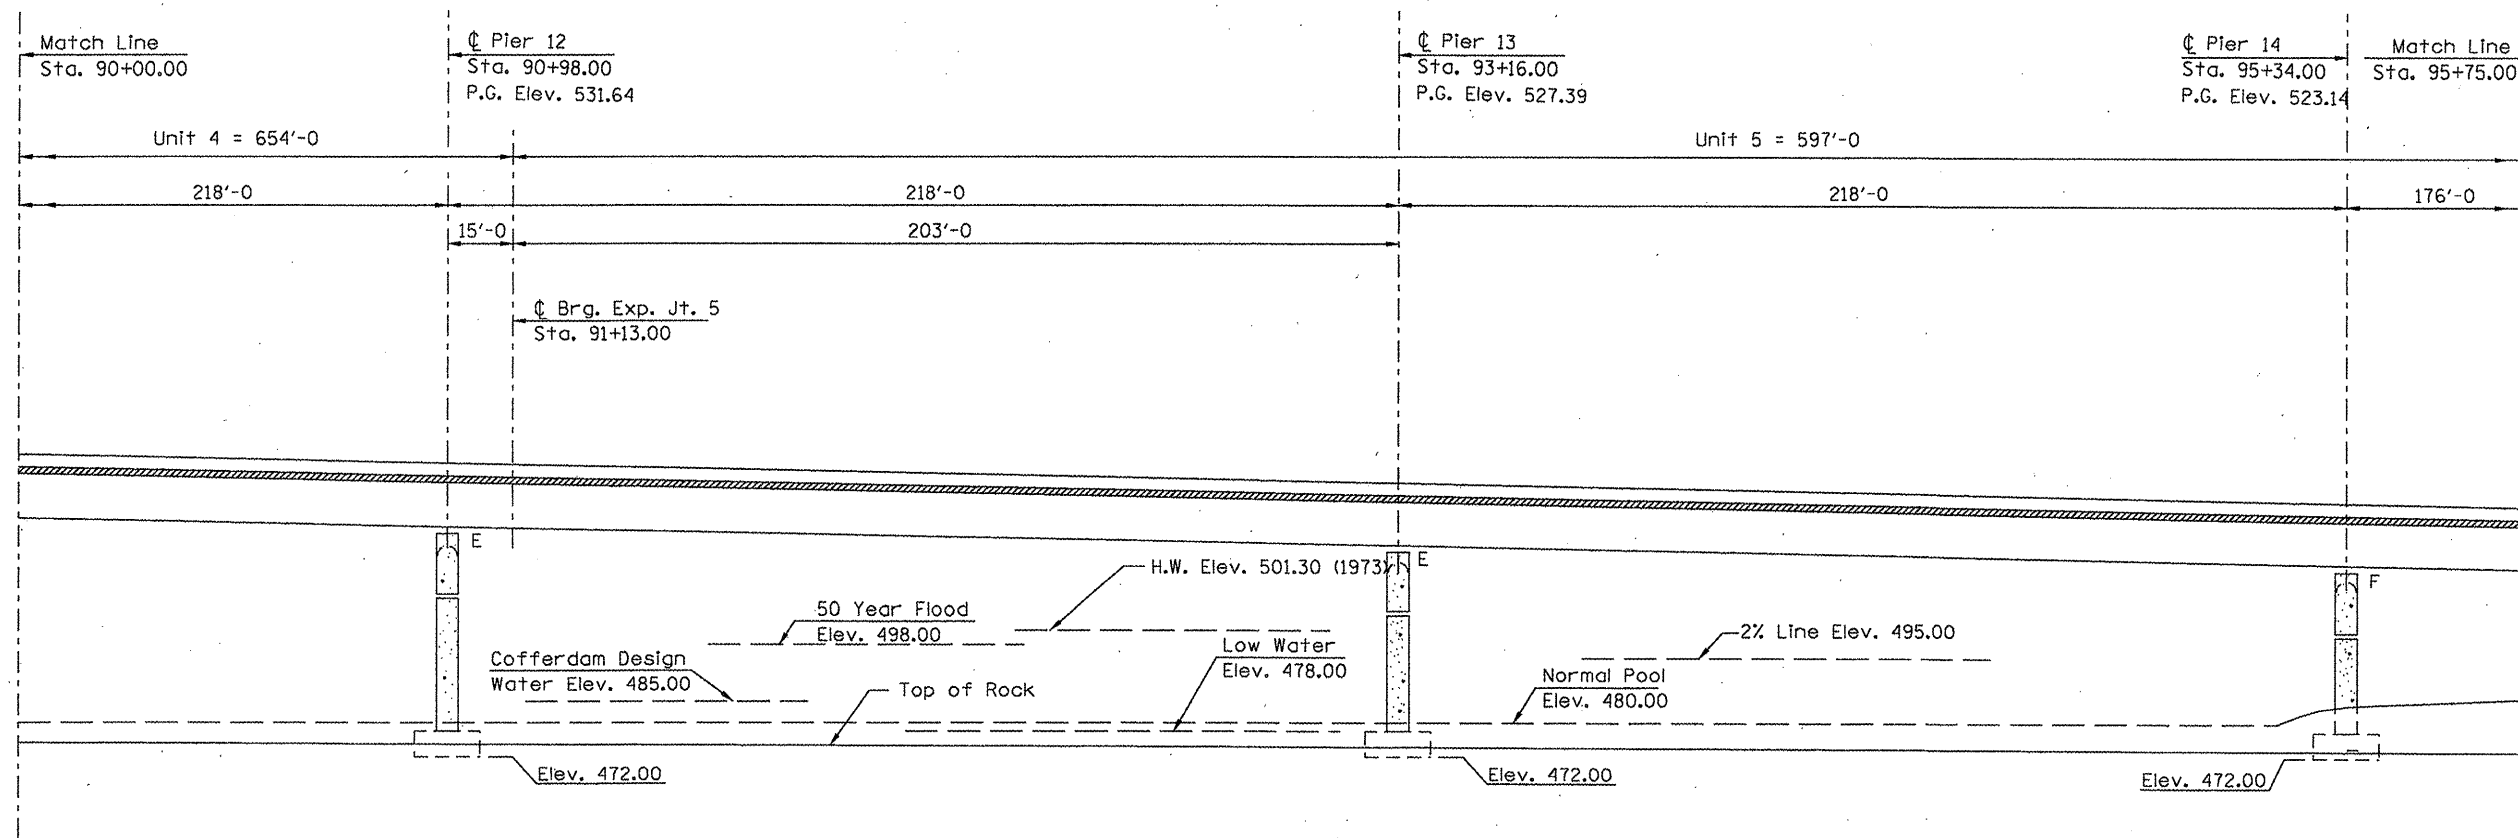 Match Line
Sta. 90+00.00
℄ Pier 12
Sta. 90+98.00
P.G. Elev. 531.64
℄ Pier 13
Sta. 93+16.00
P.G. Elev. 527.39
℄ Pier 14
Sta. 95+34.00
P.G. Elev. 523.14
Match Line
Sta. 95+75.00
Unit 4 = 654'-0
Unit 5 = 597'-0
218'-0
218'-0
218'-0
176'-0
15'-0
203'-0
℄ Brg. Exp. Jt. 5
Sta. 91+13.00
E
E
F
H.W. Elev. 501.30 (1973)
50 Year Flood
Elev. 498.00
2% Line Elev. 495.00
Low Water
Elev. 478.00
Cofferdam Design
Water Elev. 485.00
Top of Rock
Normal Pool
Elev. 480.00
Elev. 472.00
Elev. 472.00
Elev. 472.00